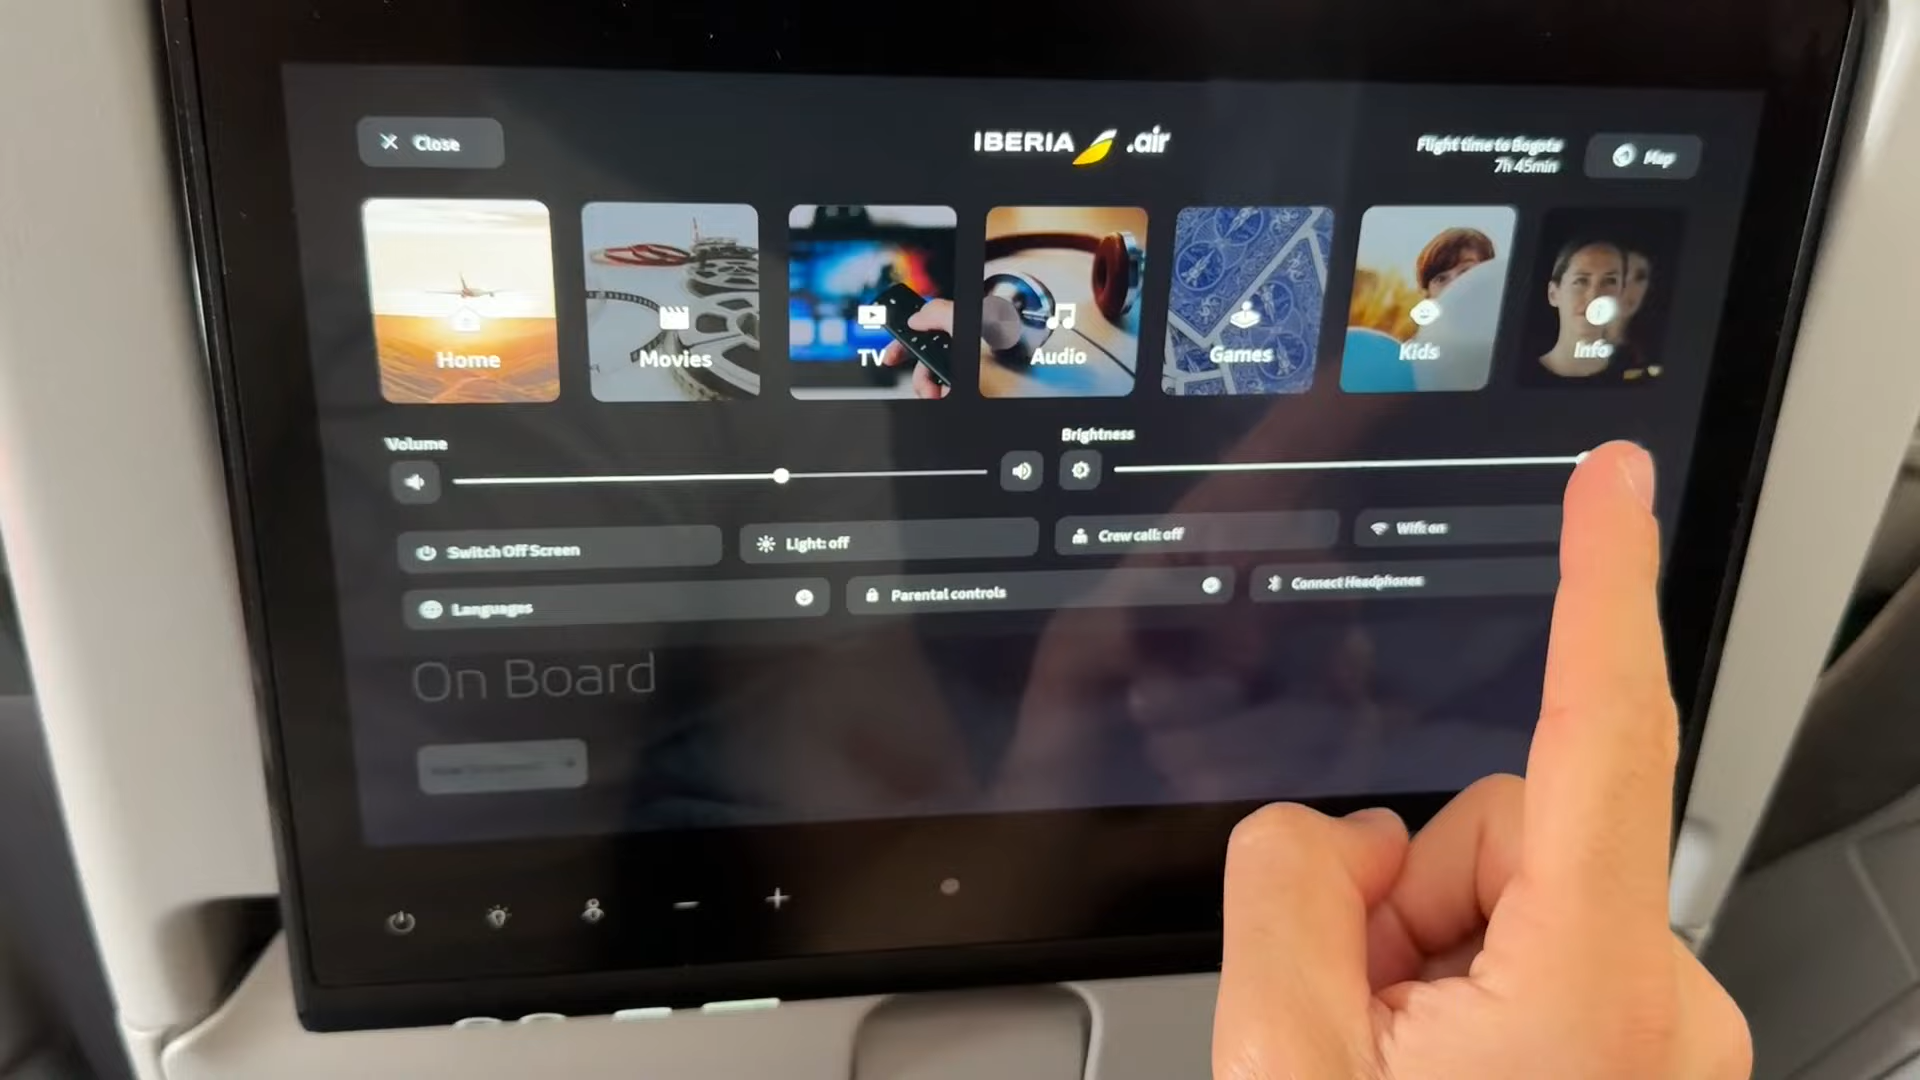 Close
IBERIA .air
Flight time to Bogota
7h 45min
Map
Home
Movies
TV
Audio
Games
Kids
Info
Volume
Brightness
Switch Off Screen
Light: off
Crew call: off
Wifi: on
Languages
Parental controls
Connect Headphones
On Board